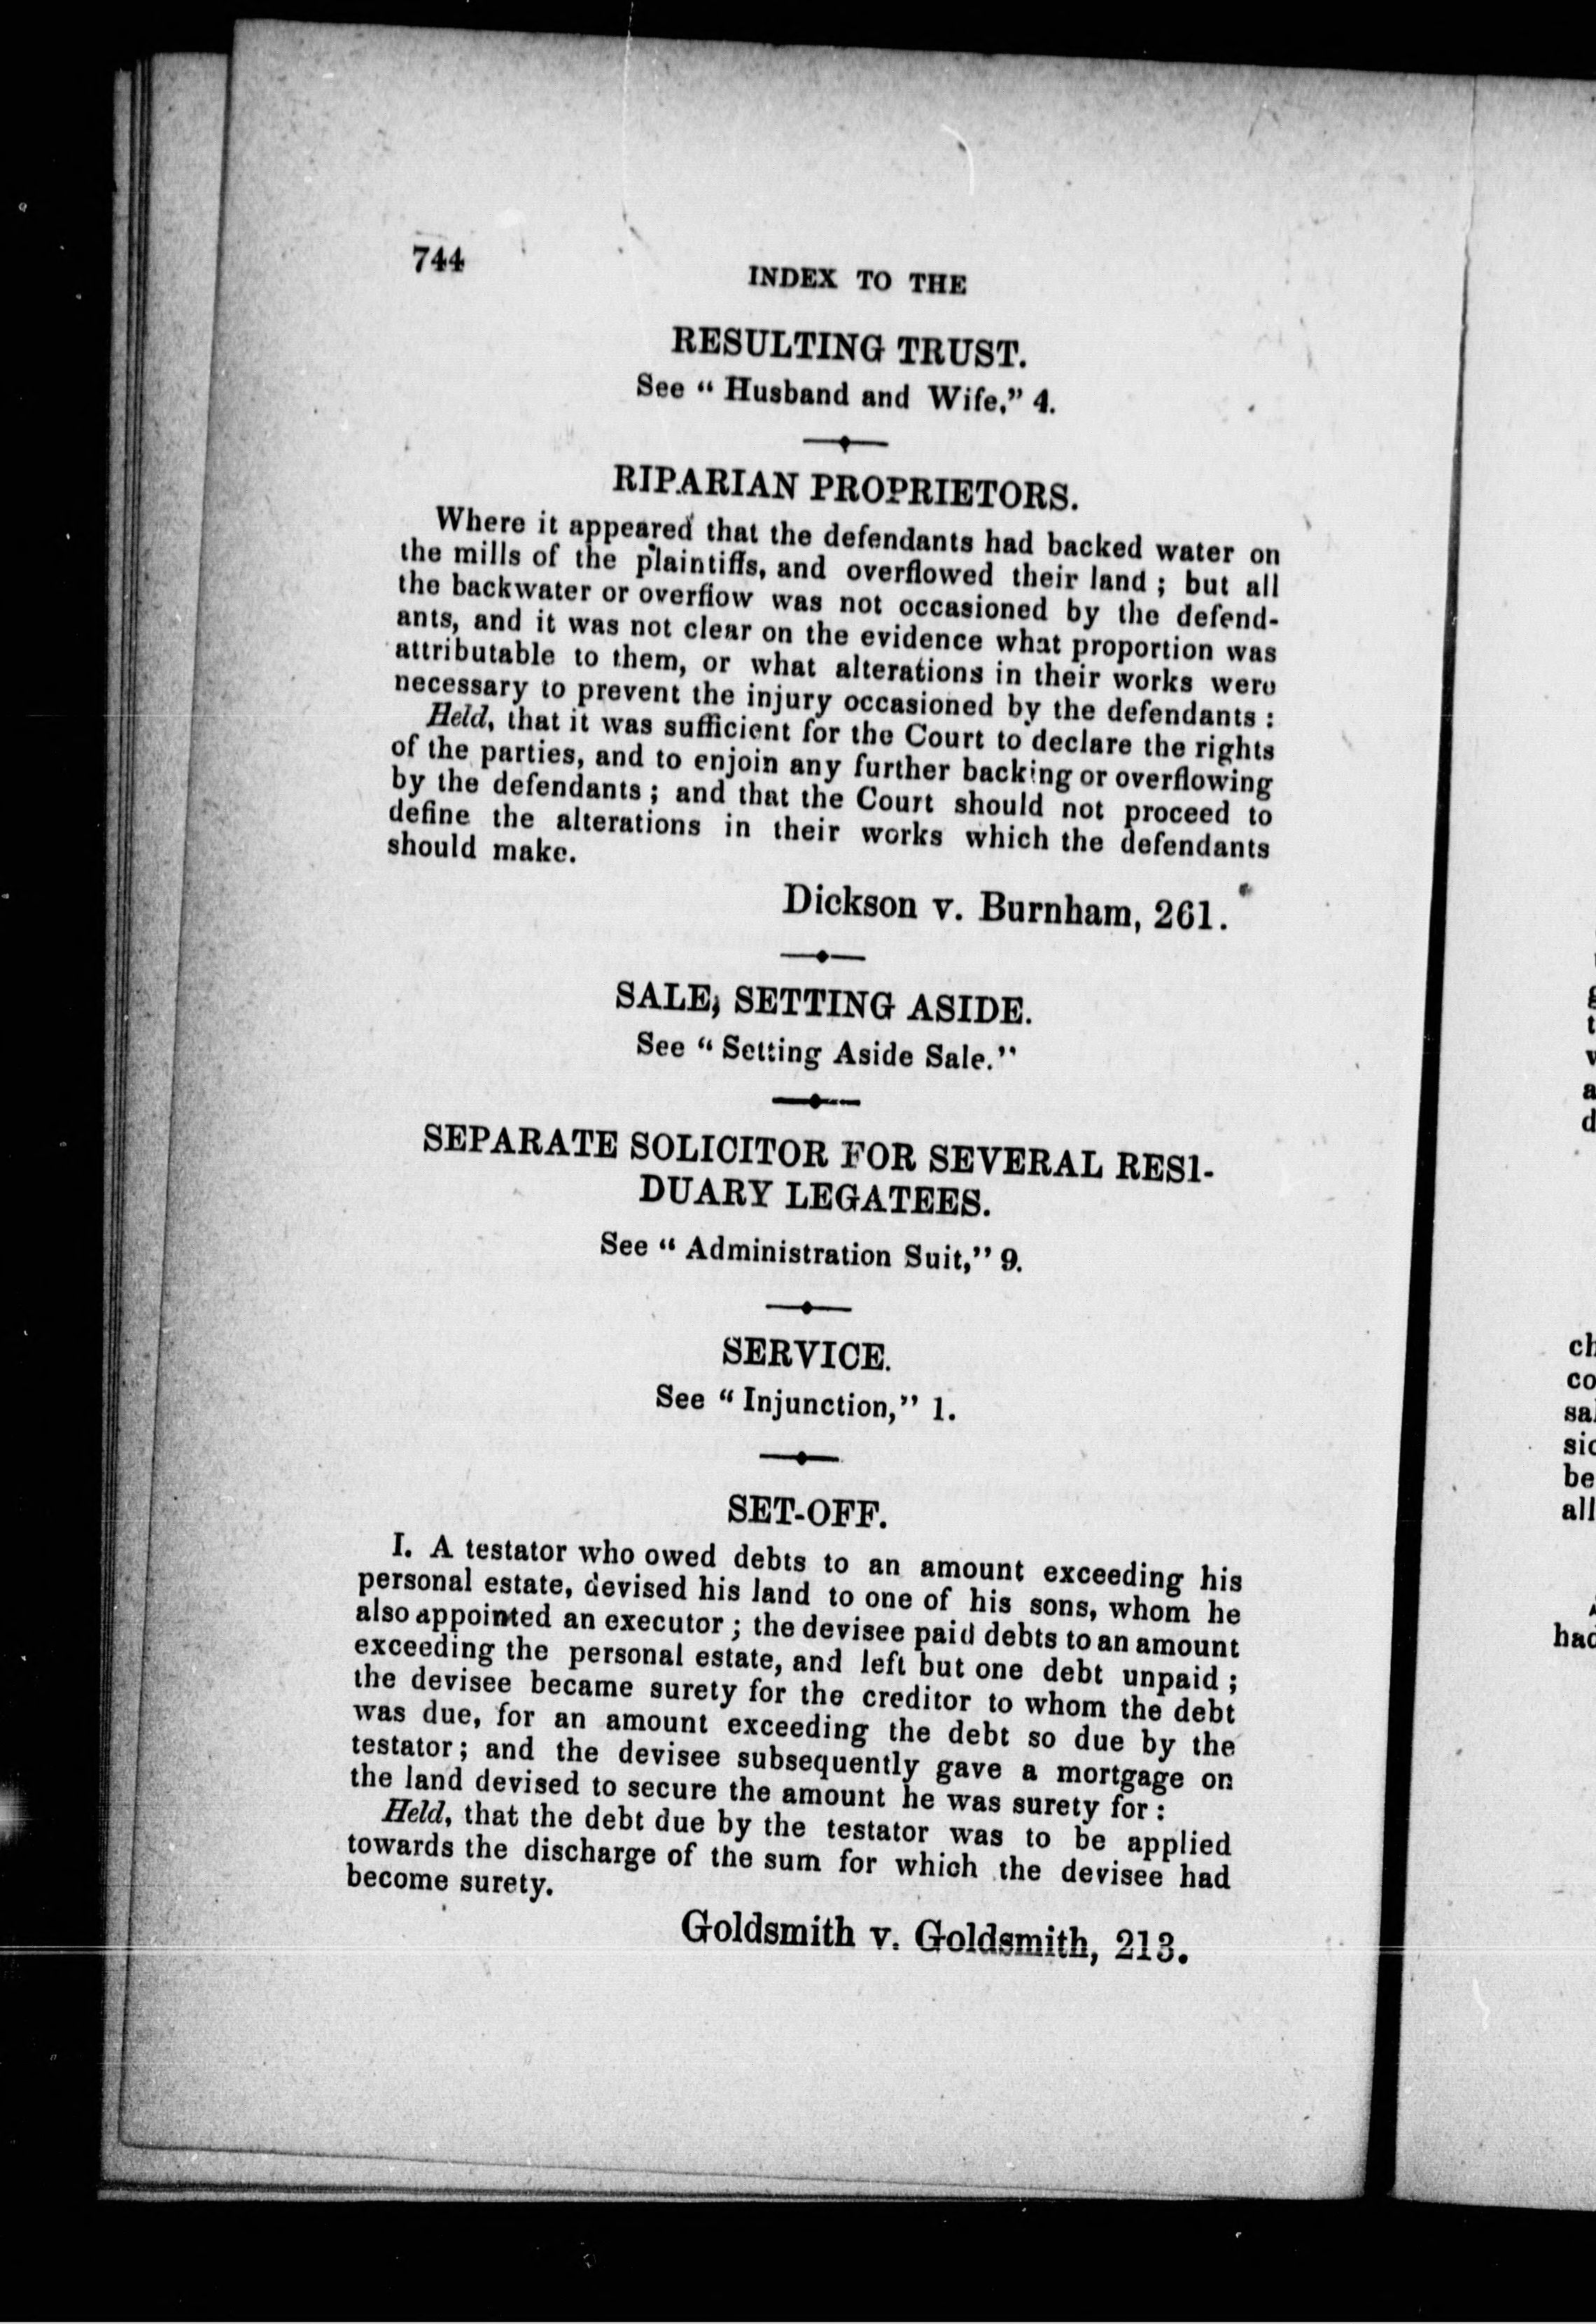 744
INDEX TO THE
RESULTING TRUST.
See “ Husband and Wife,” 4.
RIPARIAN PROPRIETORS.
Where it appeared that the defendants had backed water on
the mills of the plaintiffs, and overflowed their land ; but all
the backwater or overflow was not occasioned by the defend-
ants, and it was not clear on the evidence what proportion was
attributable to them, or what alterations in their works were
necessary to prevent the injury occasioned by the defendants :
Held, that it was sufficient for the Court to declare the rights
of the parties, and to enjoin any further backing or overflowing
by the defendants ; and that the Court should not proceed to
define the alterations in their works which the defendants
should make.
Dickson v. Burnham, 261.
SALE, SETTING ASIDE.
See “ Setting Aside Sale.”
SEPARATE SOLICITOR FOR SEVERAL RESI-
DUARY LEGATEES.
See “ Administration Suit,” 9.
SERVICE.
See “ Injunction,” 1.
SET-OFF.
I. A testator who owed debts to an amount exceeding his
personal estate, devised his land to one of his sons, whom he
also appointed an executor ; the devisee paid debts to an amount
exceeding the personal estate, and left but one debt unpaid ;
the devisee became surety for the creditor to whom the debt
was due, for an amount exceeding the debt so due by the
testator ; and the devisee subsequently gave a mortgage on
the land devised to secure the amount he was surety for :
Held, that the debt due by the testator was to be applied
towards the discharge of the sum for which the devisee had
become surety.
Goldsmith v. Goldsmith, 213.
ch
co
sal
sic
be
all
had